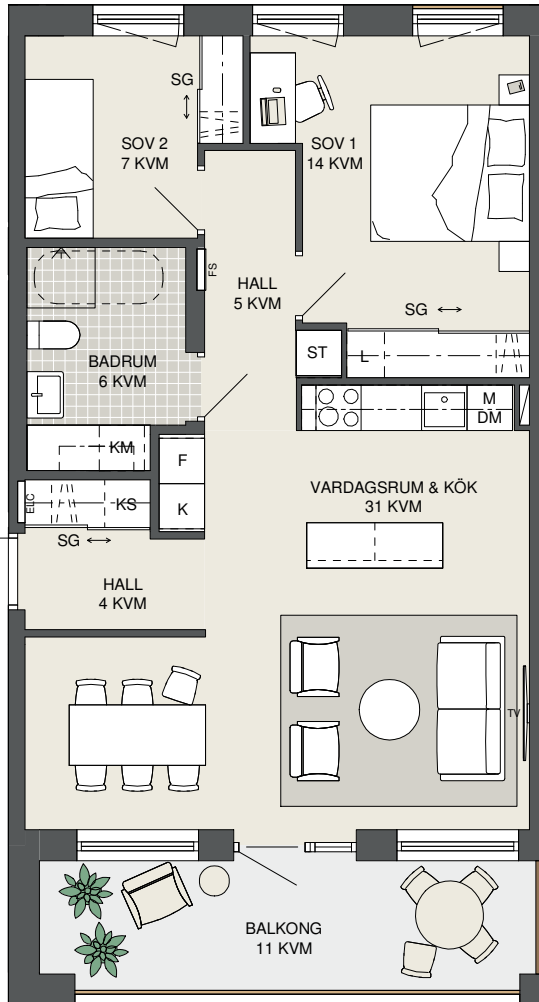 SG
SOV 2
7 KVM
SOV 1
14 KVM
FS
HALL
5 KVM
SG
BADRUM
6 KVM
ST
L
M
DM
KM
F
ELC
KS
K
VARDAGSRUM & KÖK
31 KVM
SG
HALL
4 KVM
TV
BALKONG
11 KVM